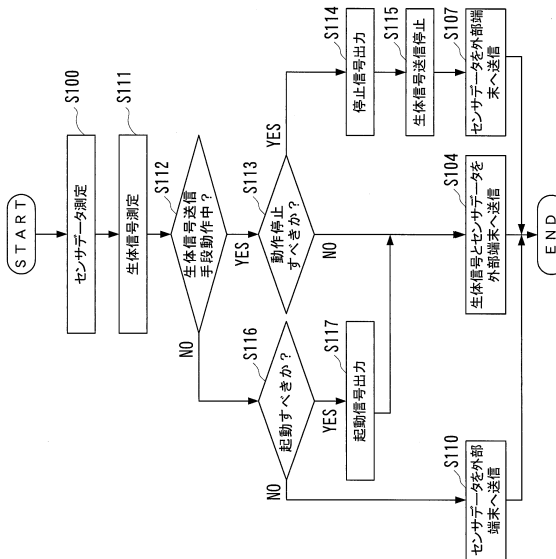 START
S100
センサデータ測定
S111
生体信号測定
S112
生体信号送信
手段動作中?
NO
YES
S113
動作停止
すべきか?
YES
NO
S114
停止信号出力
S115
生体信号送信停止
S107
センサデータを外部端
末へ送信
S116
起動すべきか?
NO
YES
S117
起動信号出力
S104
生体信号とセンサデータを
外部端末へ送信
S110
センサデータを外部
端末へ送信
END